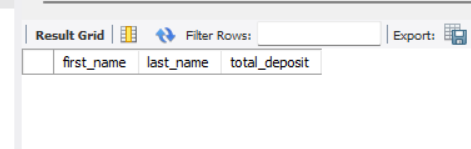 Result Grid Filter Rows: Export:
first_name last_name total_deposit